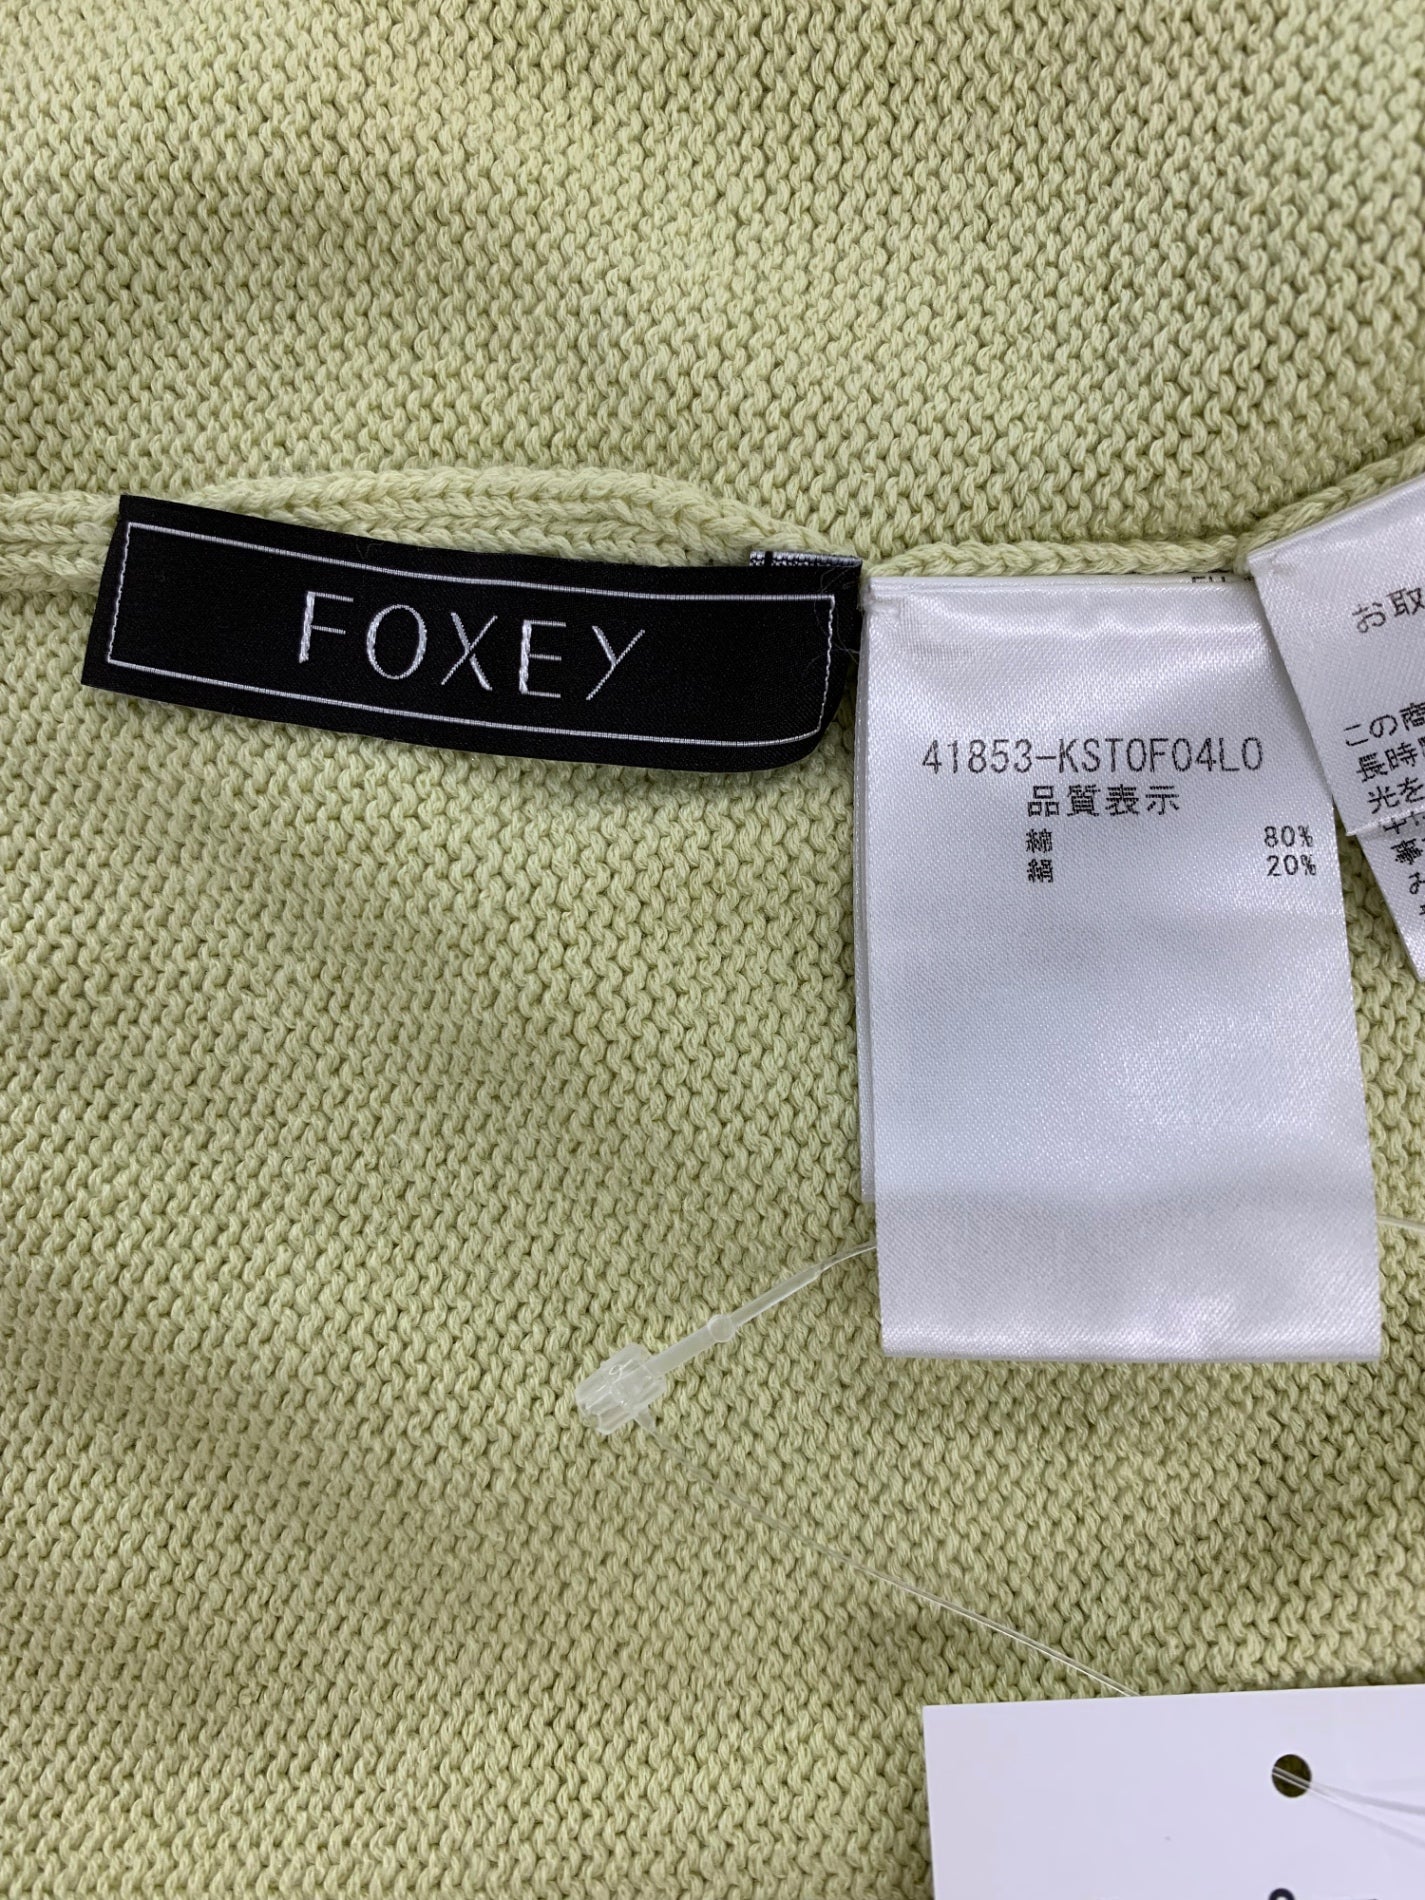 FOXEY
41853-KST0F04L0
品質表示
綿 80%
絹 20%
お取
この商
長時
光を